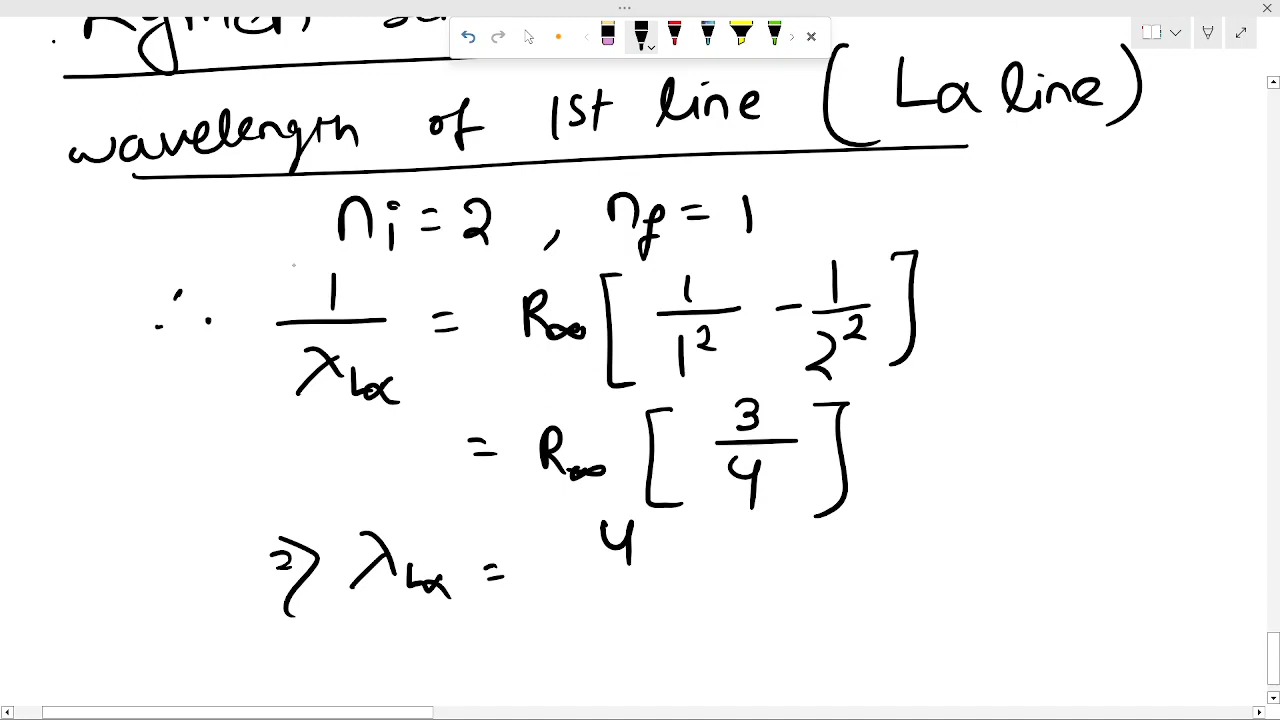 wavelength of 1st line (Lα line)
ni = 2 , nf = 1
∴ 1/λLα = R∞ [ 1/1² - 1/2² ]
= R∞ [ 3/4 ]
⇒ λLα = 4